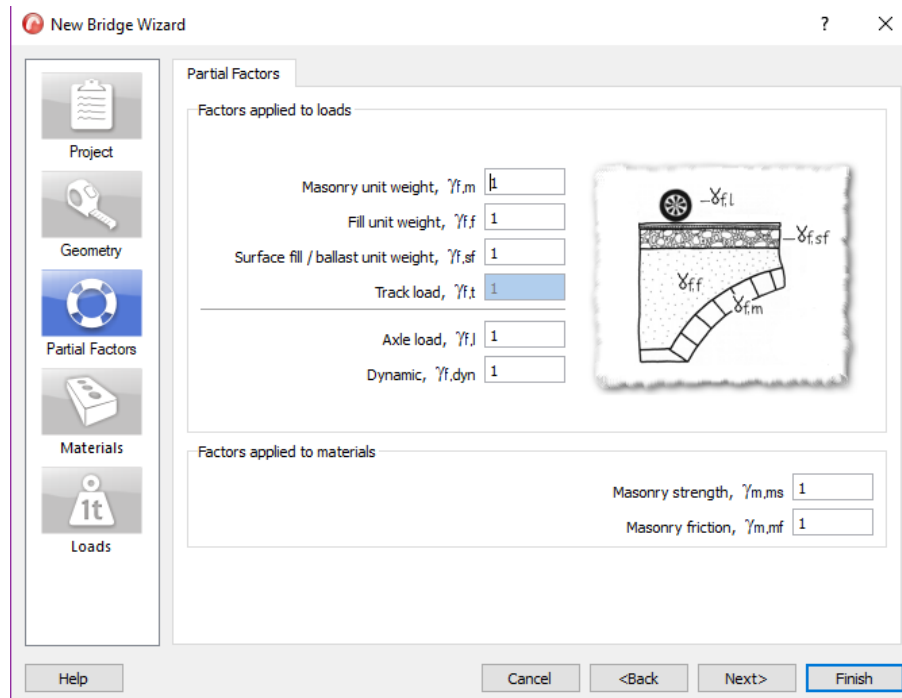 New Bridge Wizard
?
Project
Geometry
Partial Factors
Materials
1t
Loads
Partial Factors
Factors applied to loads
Masonry unit weight, γf,m 1
Fill unit weight, γf,f 1
Surface fill / ballast unit weight, γf,sf 1
Track load, γf,t 1
Axle load, γf,l 1
Dynamic, γf,dyn 1
γf,l
γf,sf
γf,f
γf,m
Factors applied to materials
Masonry strength, γm,ms 1
Masonry friction, γm,mf 1
Help
Cancel
<Back
Next>
Finish